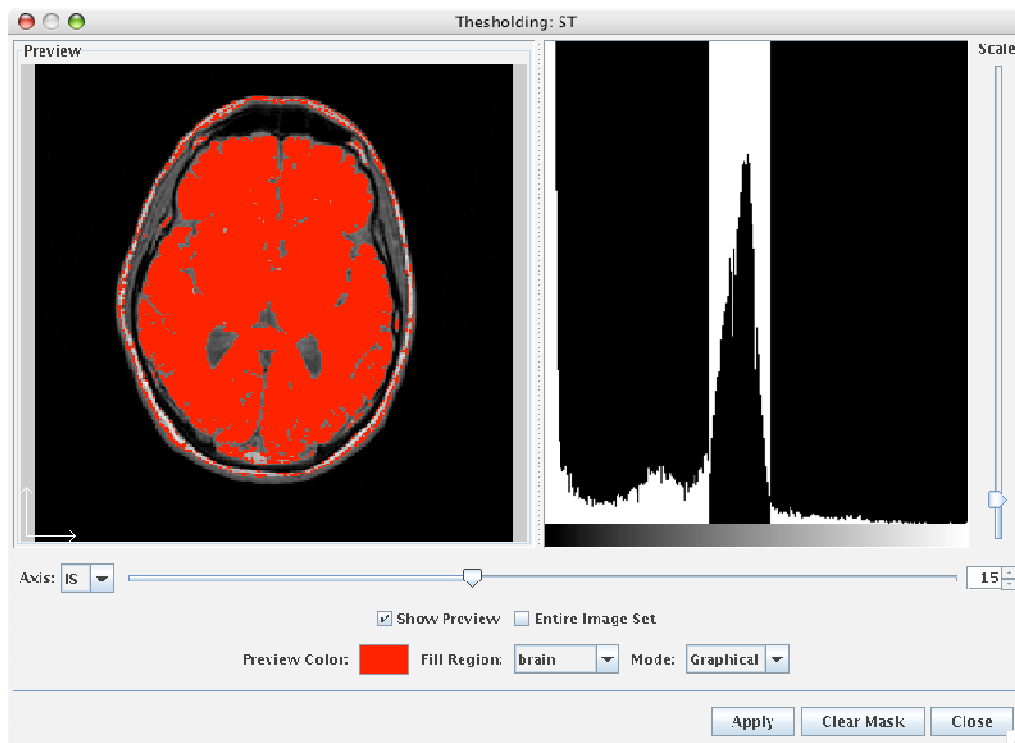 Thesholding: ST
Preview
Scale
Axis: IS
15
Show Preview Entire Image Set
Preview Color: Fill Region: brain Mode: Graphical
Apply Clear Mask Close